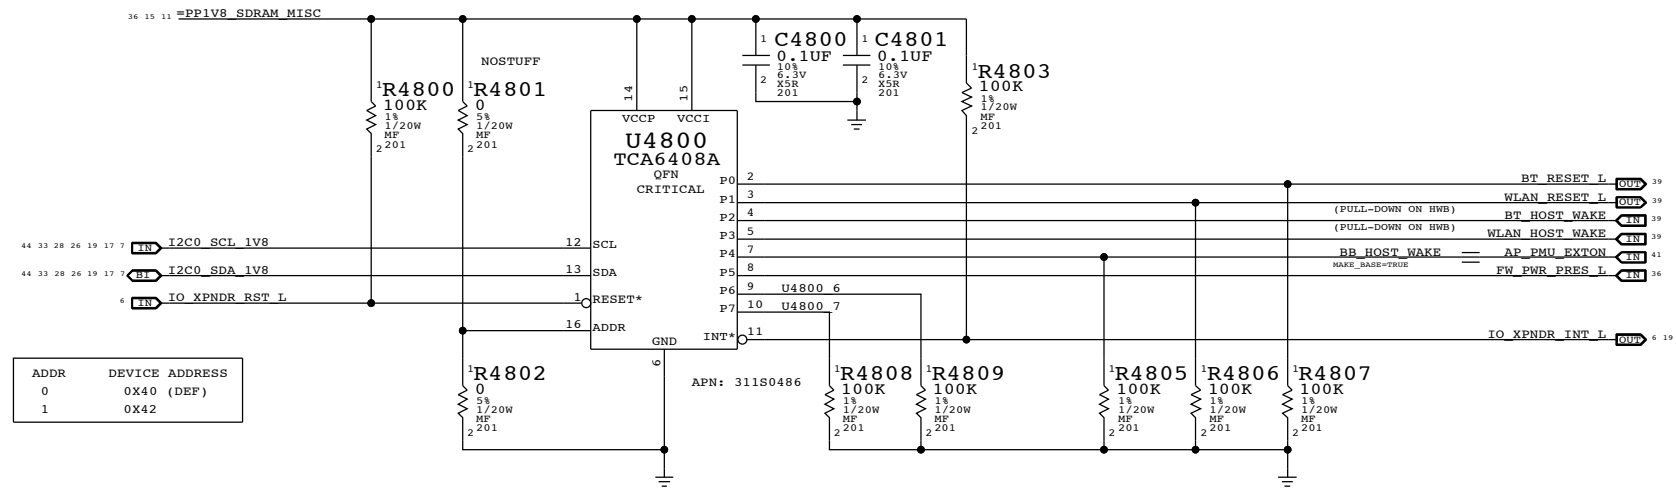 36 15 11 =PP1V8_SDRAM_MISC
NOSTUFF
1 R4800
100K
1%
1/20W
MF
2 201
1 R4801
0
5%
1/20W
MF
2 201
14
15
VCCP
VCCI
U4800
TCA6408A
QFN
CRITICAL
1 C4800
0.1UF
10%
6.3V
2 X5R
201
1 C4801
0.1UF
10%
6.3V
2 X5R
201
1 R4803
100K
1%
1/20W
MF
2 201
P0 2 BT_RESET_L OUT 39
P1 3 WLAN_RESET_L OUT 39
P2 4 (PULL-DOWN ON HWB) BT_HOST_WAKE IN 39
P3 5 (PULL-DOWN ON HWB) WLAN_HOST_WAKE IN 39
P4 7 BB_HOST_WAKE AP_PMU_EXTON IN 41
MAKE_BASE=TRUE
P5 8 FW_PWR_PRES_L IN 36
P6 9 U4800_6
P7 10 U4800_7
INT* 11 IO_XPNDR_INT_L OUT 6 19
44 33 28 26 19 17 7 IN I2C0_SCL_1V8 12 SCL
44 33 28 26 19 17 7 BI I2C0_SDA_1V8 13 SDA
6 IN IO_XPNDR_RST_L 1 RESET*
16 ADDR
GND
6
APN: 311S0486
ADDR DEVICE ADDRESS
0 0X40 (DEF)
1 0X42
1 R4802
0
5%
1/20W
MF
2 201
1 R4808
100K
1%
1/20W
MF
2 201
1 R4809
100K
1%
1/20W
MF
2 201
1 R4805
100K
1%
1/20W
MF
2 201
1 R4806
100K
1%
1/20W
MF
2 201
1 R4807
100K
1%
1/20W
MF
2 201